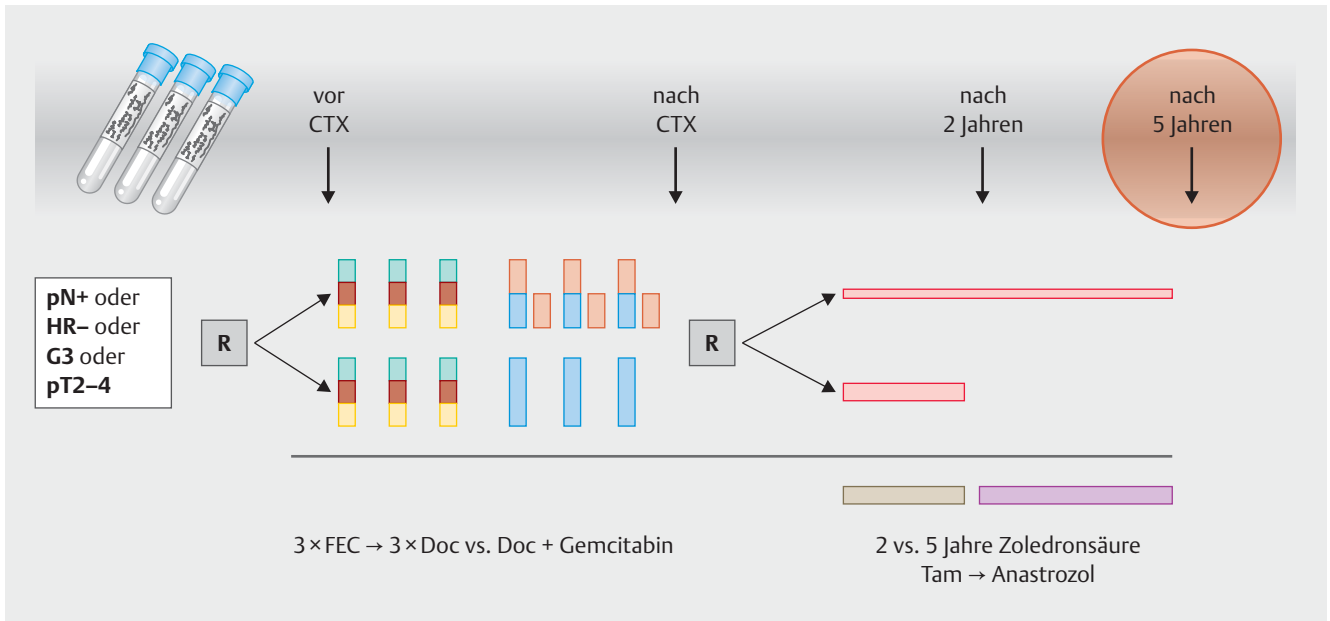 vor
CTX
nach
CTX
nach
2 Jahren
nach
5 Jahren
pN+ oder
HR– oder
G3 oder
pT2–4
R
R
3 × FEC → 3 × Doc vs. Doc + Gemcitabin
2 vs. 5 Jahre Zoledronsäure
Tam → Anastrozol